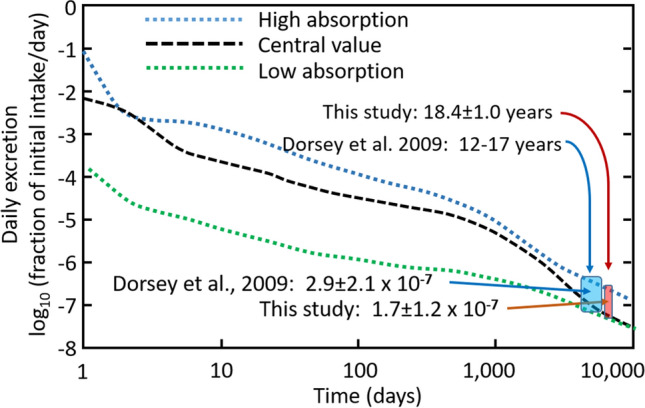 0
-1
-2
-3
-4
-5
-6
-7
-8
Daily excretion
log10 (fraction of initial intake/day)
High absorption
Central value
Low absorption
This study: 18.4±1.0 years
Dorsey et al. 2009: 12-17 years
Dorsey et al., 2009: 2.9±2.1 x 10-7
This study: 1.7±1.2 x 10-7
1 10 100 1,000 10,000
Time (days)